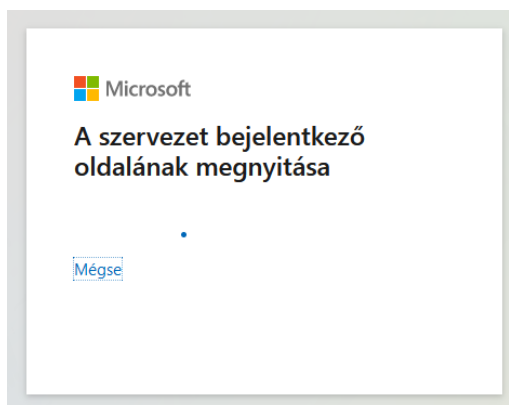 Microsoft
A szervezet bejelentkező
oldalának megnyitása
Mégse